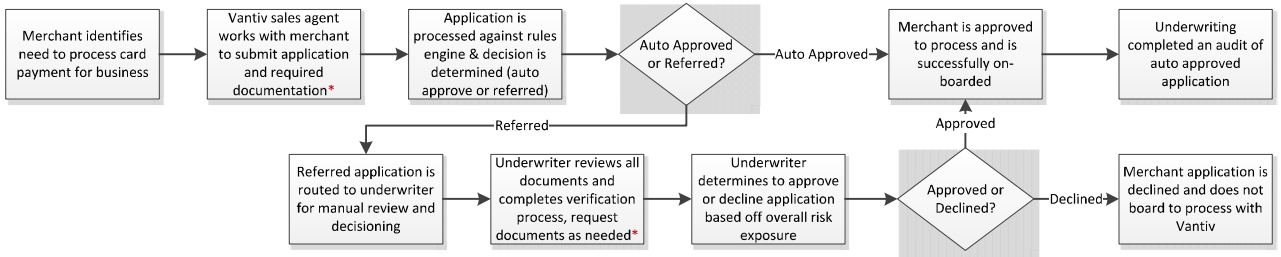 Merchant identifies
need to process card
payment for business
Vantiv sales agent
works with merchant
to submit application
and required
documentation*
Application is
processed against rules
engine & decision is
determined (auto
approve or referred)
Auto Approved
or Referred?
Auto Approved
Merchant is approved
to process and is
successfully on-
boarded
Underwriting
completed an audit of
auto approved
application
Referred
Approved
Referred application is
routed to underwriter
for manual review and
decisioning
Underwriter reviews all
documents and
completes verification
process, request
documents as needed*
Underwriter
determines to approve
or decline application
based off overall risk
exposure
Approved or
Declined?
Declined
Merchant application is
declined and does not
board to process with
Vantiv